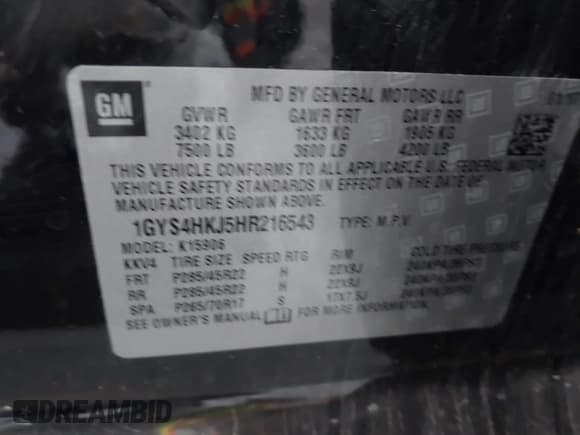 GM
MFD BY GENERAL MOTORS LLC
GVWR GAWR FRT GAWR RR
3402 KG 1633 KG 1905 KG
7500 LB 3600 LB 4200 LB
THIS VEHICLE CONFORMS TO ALL APPLICABLE U.S. FEDERAL MOTOR
VEHICLE SAFETY STANDARDS IN EFFECT ON THE DATE OF
MANUFACTURE SHOWN ABOVE.
1GYS4HKJ5HR216543 TYPE: M.P.V.
MODEL: K15906
KKV4 TIRE SIZE SPEED RTG RIM COLD TIRE PRESSURE
FRT P285/45R22 H 22X9J
RR P285/45R22 H 22X9J
SPA P265/70R17 S 17X7.5J
SEE OWNER'S MANUAL FOR MORE INFORMATION.
DREAMBID